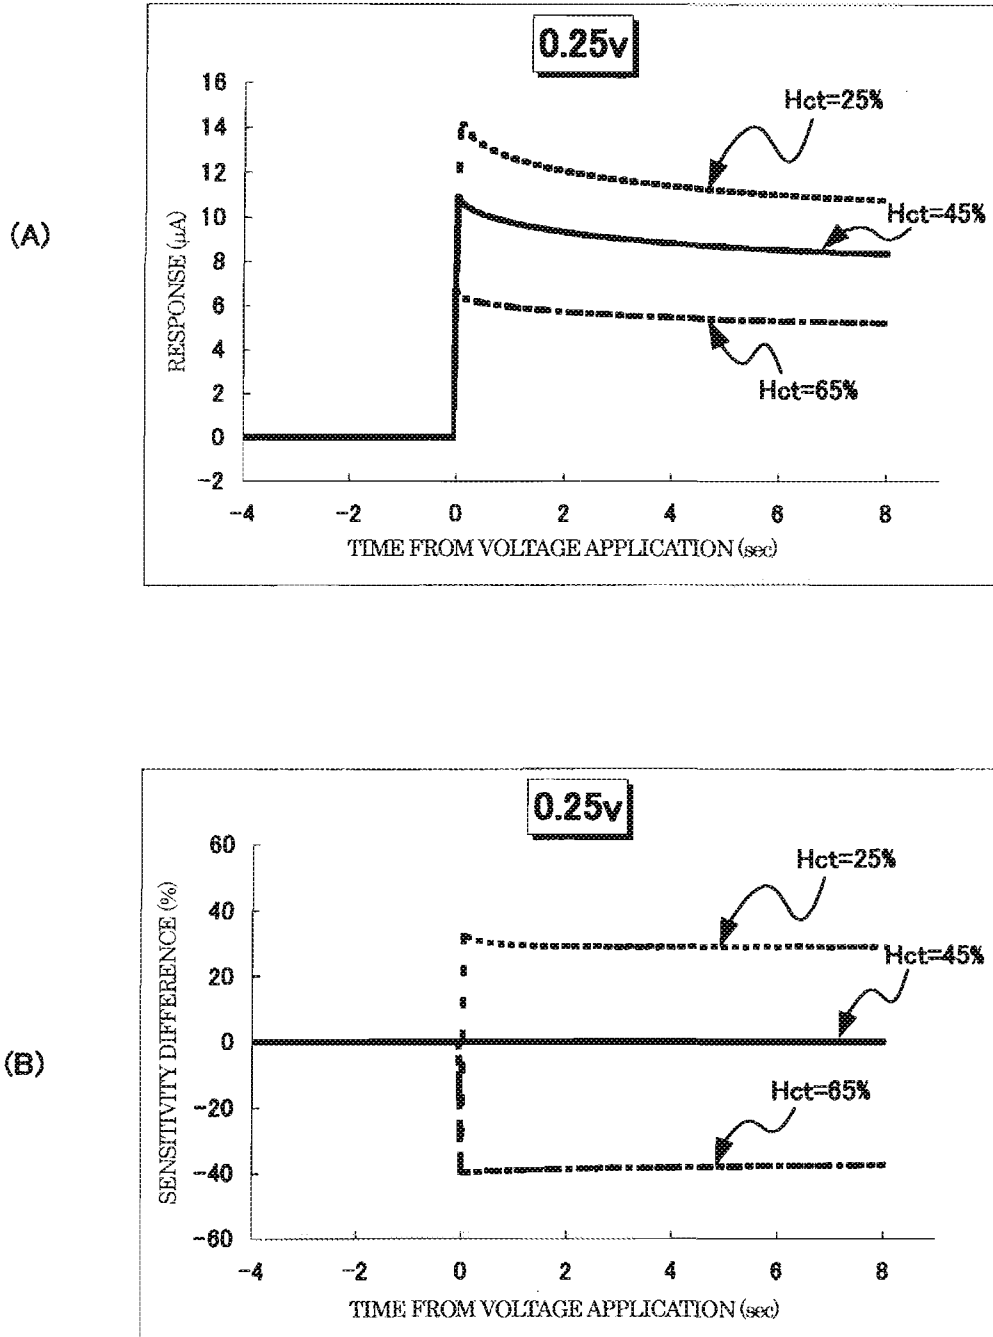 (A)
0.25v
RESPONSE (μA)
16
14
12
10
8
6
4
2
0
-2
-4
-2
0
2
4
6
8
TIME FROM VOLTAGE APPLICATION (sec)
Hct=25%
Hct=45%
Hct=65%
(B)
0.25v
SENSITIVITY DIFFERENCE (%)
60
40
20
0
-20
-40
-60
-4
-2
0
2
4
6
8
TIME FROM VOLTAGE APPLICATION (sec)
Hct=25%
Hct=45%
Hct=65%